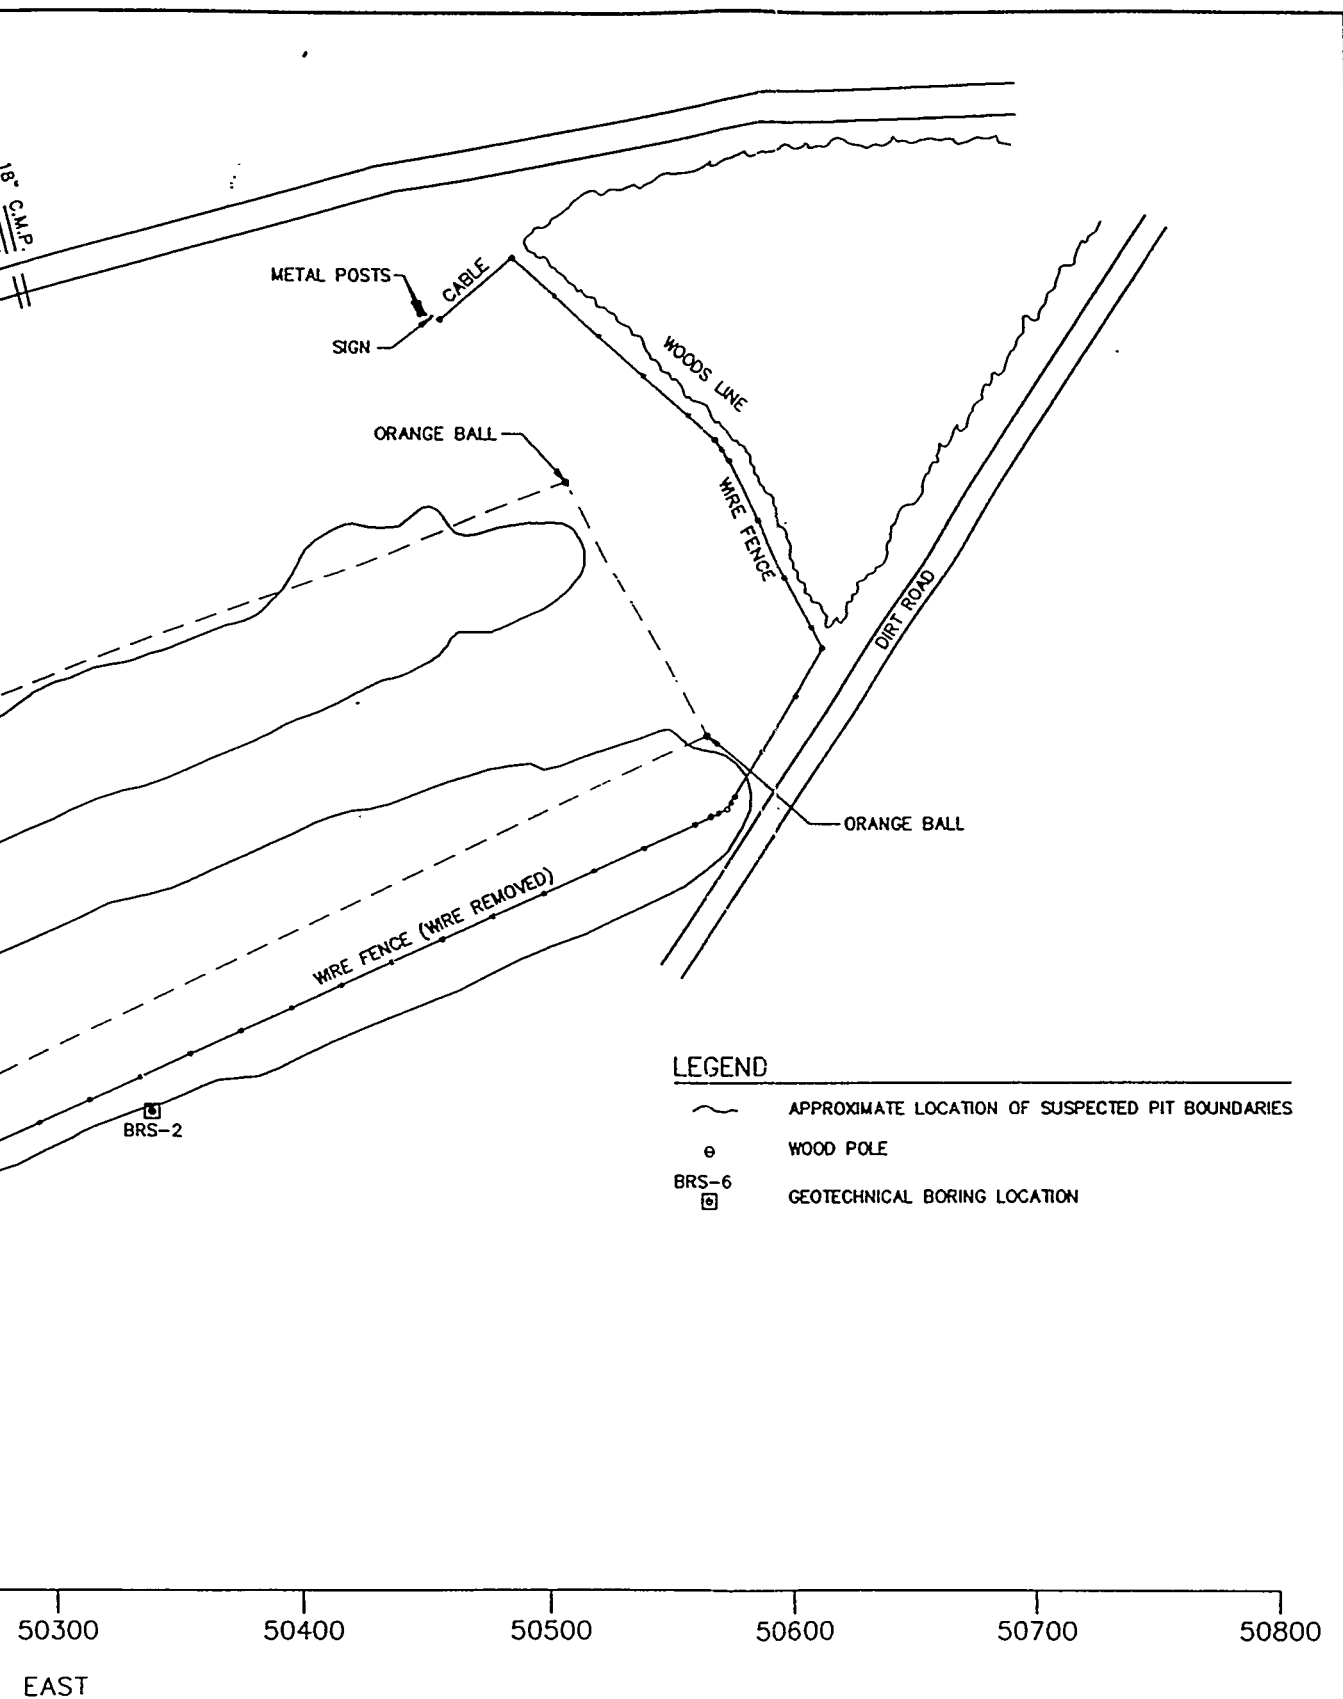 18" C.M.P.
METAL POSTS
CABLE
SIGN
WOODS LINE
ORANGE BALL
WIRE FENCE
DIRT ROAD
ORANGE BALL
WIRE FENCE (WIRE REMOVED)
BRS-2
LEGEND
APPROXIMATE LOCATION OF SUSPECTED PIT BOUNDARIES
WOOD POLE
BRS-6
GEOTECHNICAL BORING LOCATION
50300 50400 50500 50600 50700 50800
EAST